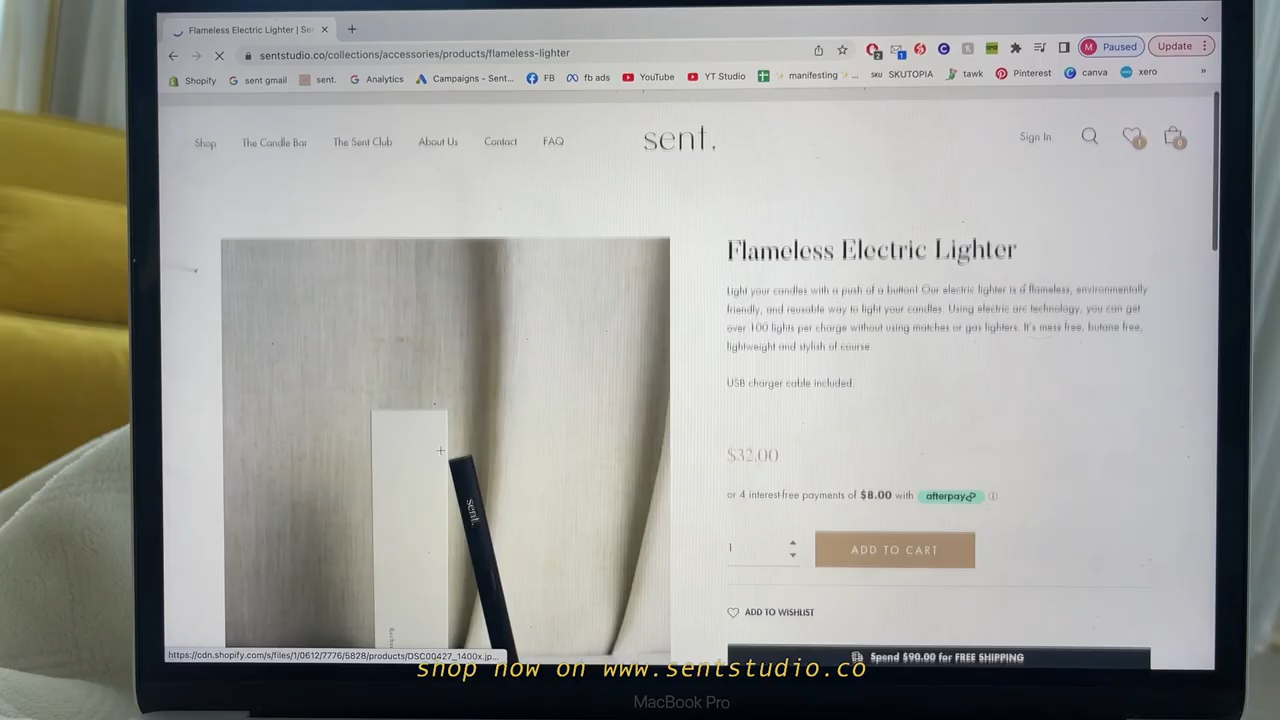 Flameless Electric Lighter | Ser
sentstudio.co/collections/accessories/products/flameless-lighter
M Paused
Update
Shopify
sent gmail
sent.
Analytics
Campaigns - Sent...
FB
fb ads
YouTube
YT Studio
manifesting ...
SKU SKUTOPIA
tawk
Pinterest
canva
xero
»
Shop
The Candle Bar
The Sent Club
About Us
Contact
FAQ
sent.
Sign In
1
0
Flameless Electric Lighter
Light your candles with a push of a button! Our electric lighter is a flameless, environmentally
friendly, and reusable way to light your candles. Using electric arc technology, you can get
over 100 lights per charge without using matches or gas lighters. It's mess free, butane free,
lightweight and stylish of course.
USB charger cable included.
$32.00
or 4 interest-free payments of $8.00 with afterpay
1
ADD TO CART
ADD TO WISHLIST
Spend $90.00 for FREE SHIPPING
sent.
https://cdn.shopify.com/s/files/1/0612/7776/5828/products/DSC00427_1400x.jp...
shop now on www.sentstudio.co
MacBook Pro